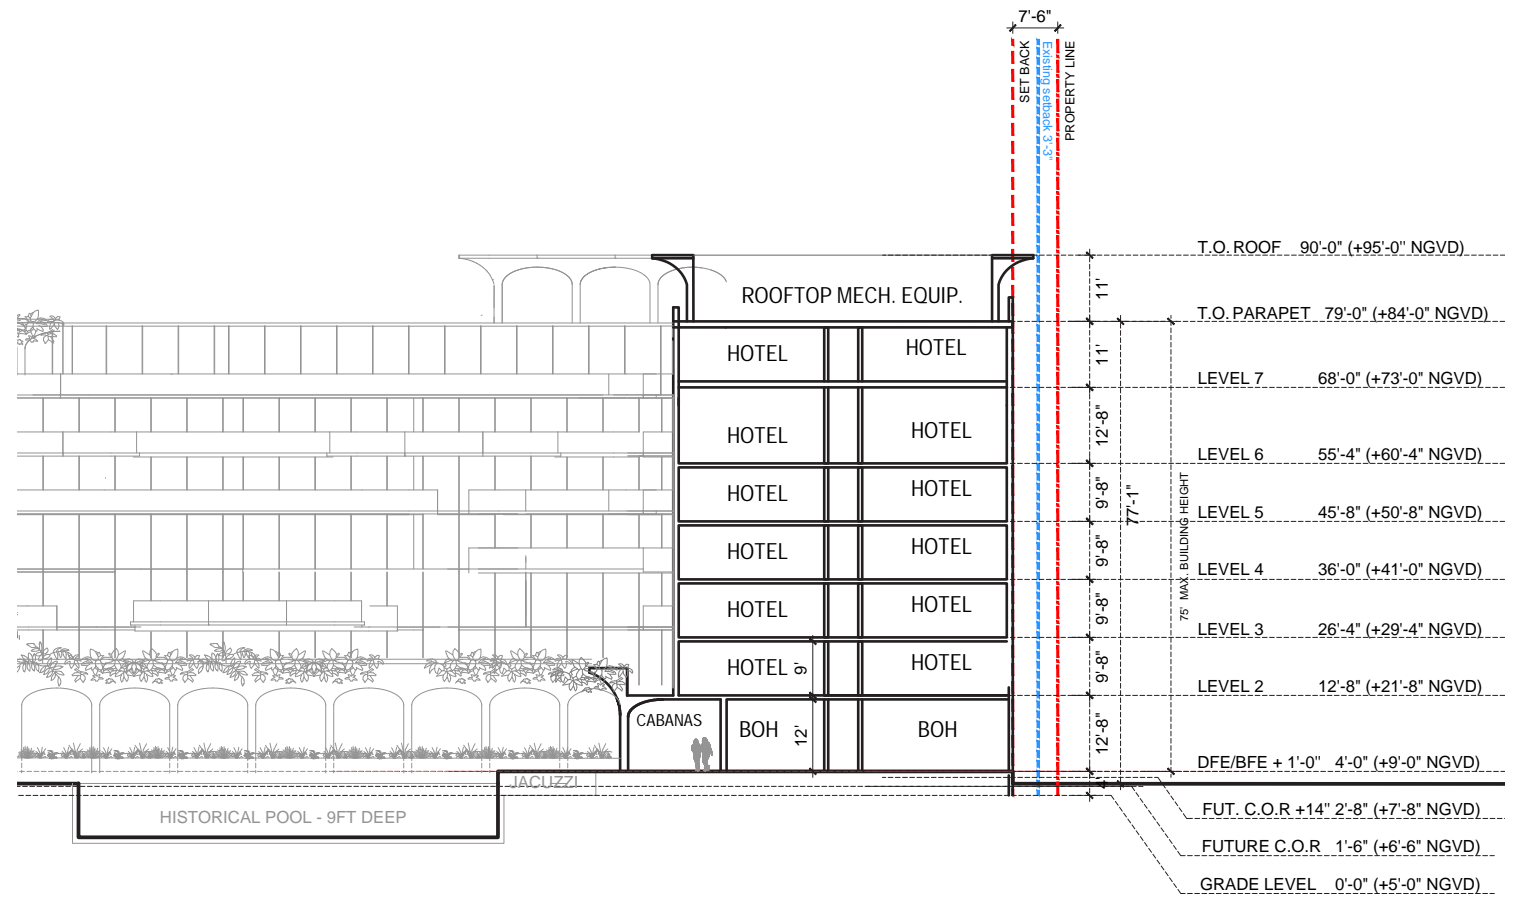 7'-6"
SET BACK
Existing setback 3'-3"
PROPERTY LINE
T.O. ROOF 90'-0" (+95'-0" NGVD)
11'
ROOFTOP MECH. EQUIP.
T.O. PARAPET 79'-0" (+84'-0" NGVD)
HOTEL
HOTEL
11'
LEVEL 7 68'-0" (+73'-0" NGVD)
HOTEL
HOTEL
12'-8"
LEVEL 6 55'-4" (+60'-4" NGVD)
HOTEL
HOTEL
9'-8"
77'-1"
75' MAX. BUILDING HEIGHT
LEVEL 5 45'-8" (+50'-8" NGVD)
HOTEL
HOTEL
9'-8"
LEVEL 4 36'-0" (+41'-0" NGVD)
HOTEL
HOTEL
9'-8"
LEVEL 3 26'-4" (+29'-4" NGVD)
HOTEL
9'
HOTEL
9'-8"
LEVEL 2 12'-8" (+21'-8" NGVD)
CABANAS
BOH
12'
BOH
12'-8"
DFE/BFE + 1'-0" 4'-0" (+9'-0" NGVD)
JACUZZI
HISTORICAL POOL - 9FT DEEP
FUT. C.O.R +14" 2'-8" (+7'-8" NGVD)
FUTURE C.O.R 1'-6" (+6'-6" NGVD)
GRADE LEVEL 0'-0" (+5'-0" NGVD)